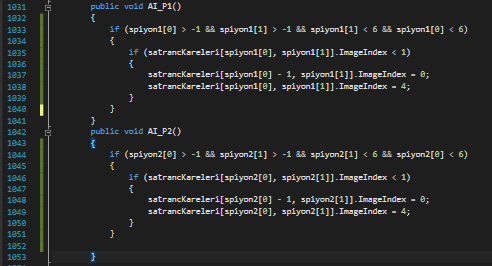 1031 public void AI_P1()
1032 {
1033 if (spiyon1[0] > -1 && spiyon1[1] > -1 && spiyon1[1] < 6 && spiyon1[0] < 6)
1034 {
1035 if (satrancKareleri[spiyon1[0], spiyon1[1]].ImageIndex < 1)
1036 {
1037 satrancKareleri[spiyon1[0] - 1, spiyon1[1]].ImageIndex = 0;
1038 satrancKareleri[spiyon1[0], spiyon1[1]].ImageIndex = 4;
1039 }
1040 }
1041 }
1042 public void AI_P2()
1043 {
1044 if (spiyon2[0] > -1 && spiyon2[1] > -1 && spiyon2[1] < 6 && spiyon2[0] < 6)
1045 {
1046 if (satrancKareleri[spiyon2[0], spiyon2[1]].ImageIndex < 1)
1047 {
1048 satrancKareleri[spiyon2[0] - 1, spiyon2[1]].ImageIndex = 0;
1049 satrancKareleri[spiyon2[0], spiyon2[1]].ImageIndex = 4;
1050 }
1051 }
1052
1053 }